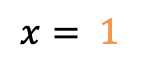 x = 1